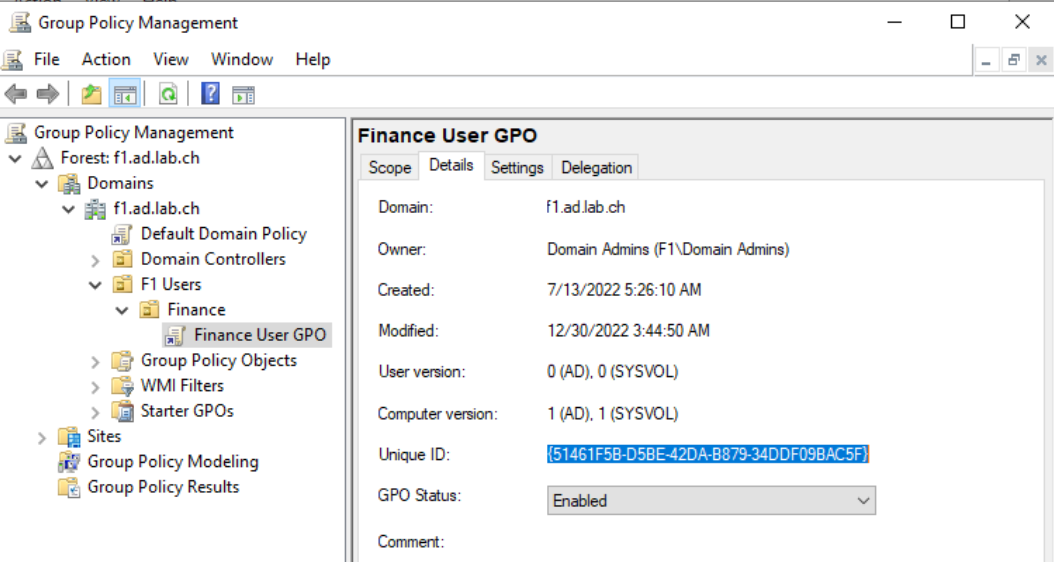 Group Policy Management
File Action View Window Help
Group Policy Management
Forest: f1.ad.lab.ch
Domains
f1.ad.lab.ch
Default Domain Policy
Domain Controllers
F1 Users
Finance
Finance User GPO
Group Policy Objects
WMI Filters
Starter GPOs
Sites
Group Policy Modeling
Group Policy Results
Finance User GPO
Scope Details Settings Delegation
Domain: f1.ad.lab.ch
Owner: Domain Admins (F1\Domain Admins)
Created: 7/13/2022 5:26:10 AM
Modified: 12/30/2022 3:44:50 AM
User version: 0 (AD), 0 (SYSVOL)
Computer version: 1 (AD), 1 (SYSVOL)
Unique ID: {51461F5B-D5BE-42DA-B879-34DDF09BAC5F}
GPO Status: Enabled
Comment: